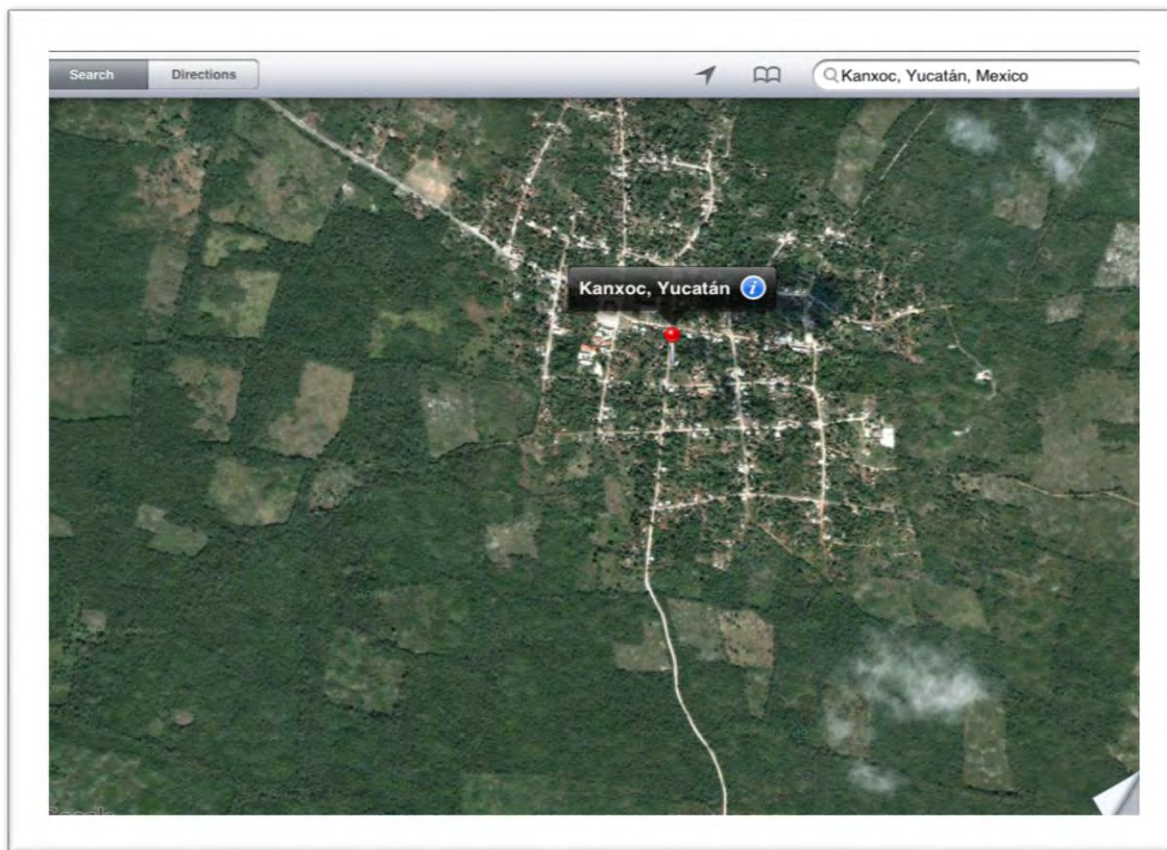 Search
Directions
Kanxoc, Yucatán, Mexico
Kanxoc, Yucatán
i